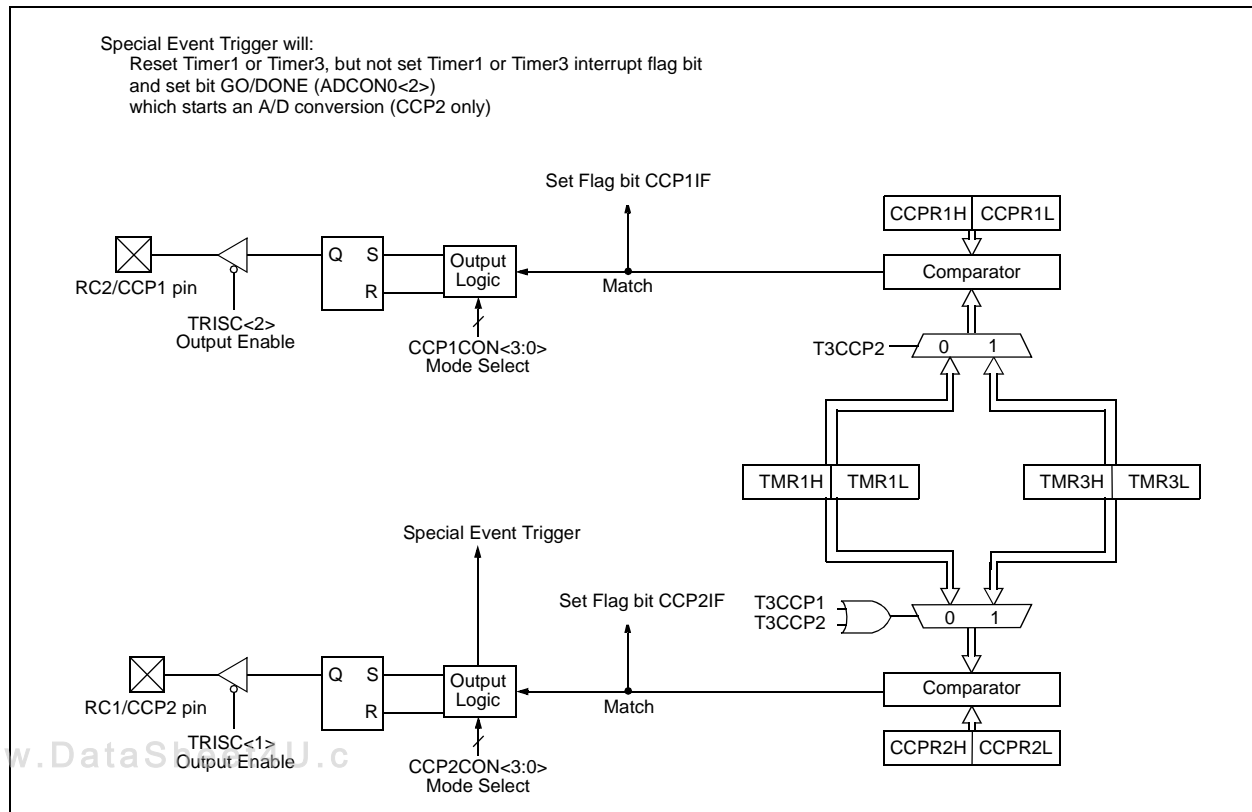 Special Event Trigger will:
Reset Timer1 or Timer3, but not set Timer1 or Timer3 interrupt flag bit
and set bit GO/DONE (ADCON0<2>)
which starts an A/D conversion (CCP2 only)
Set Flag bit CCP1IF
CCPR1H CCPR1L
Q S
R
Output
Logic
Comparator
RC2/CCP1 pin
Match
TRISC<2>
Output Enable
CCP1CON<3:0>
Mode Select
T3CCP2
0 1
TMR1H TMR1L
TMR3H TMR3L
Special Event Trigger
Set Flag bit CCP2IF
T3CCP1
T3CCP2
0 1
Q S
R
Output
Logic
Comparator
RC1/CCP2 pin
Match
TRISC<1>
Output Enable
CCP2CON<3:0>
Mode Select
CCPR2H CCPR2L
w.DataSheet4U.c